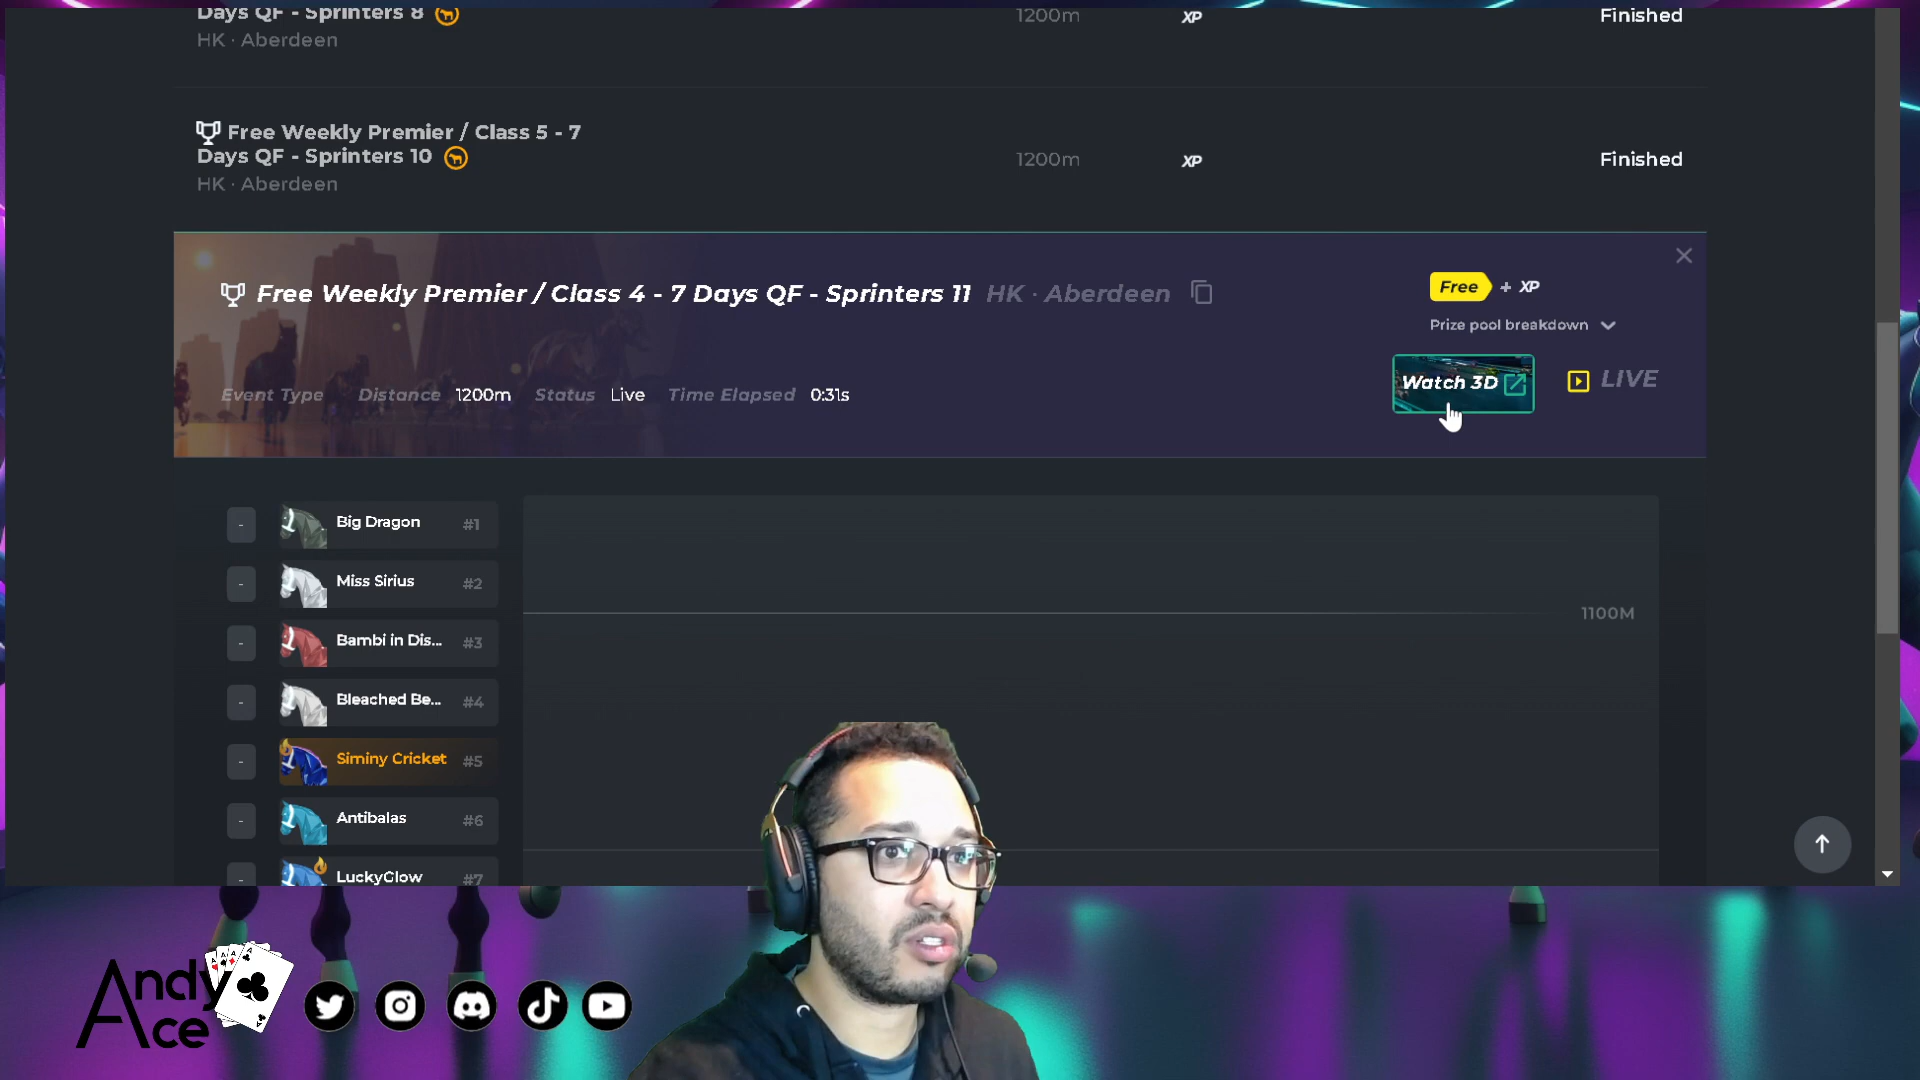 Days QF - Sprinters 8
1200m XP Finished
HK · Aberdeen
Free Weekly Premier / Class 5 - 7
Days QF - Sprinters 10
1200m XP Finished
HK · Aberdeen
Free Weekly Premier / Class 4 - 7 Days QF - Sprinters 11 HK · Aberdeen
Free + XP
Prize pool breakdown
Watch 3D LIVE
Event Type Distance 1200m Status Live Time Elapsed 0:31s
- Big Dragon #1
- Miss Sirius #2
1100M
- Bambi in Dis... #3
- Bleached Be... #4
- Siminy Cricket #5
- Antibalas #6
- LuckyGlow #7
Andy
Ace
A A A A